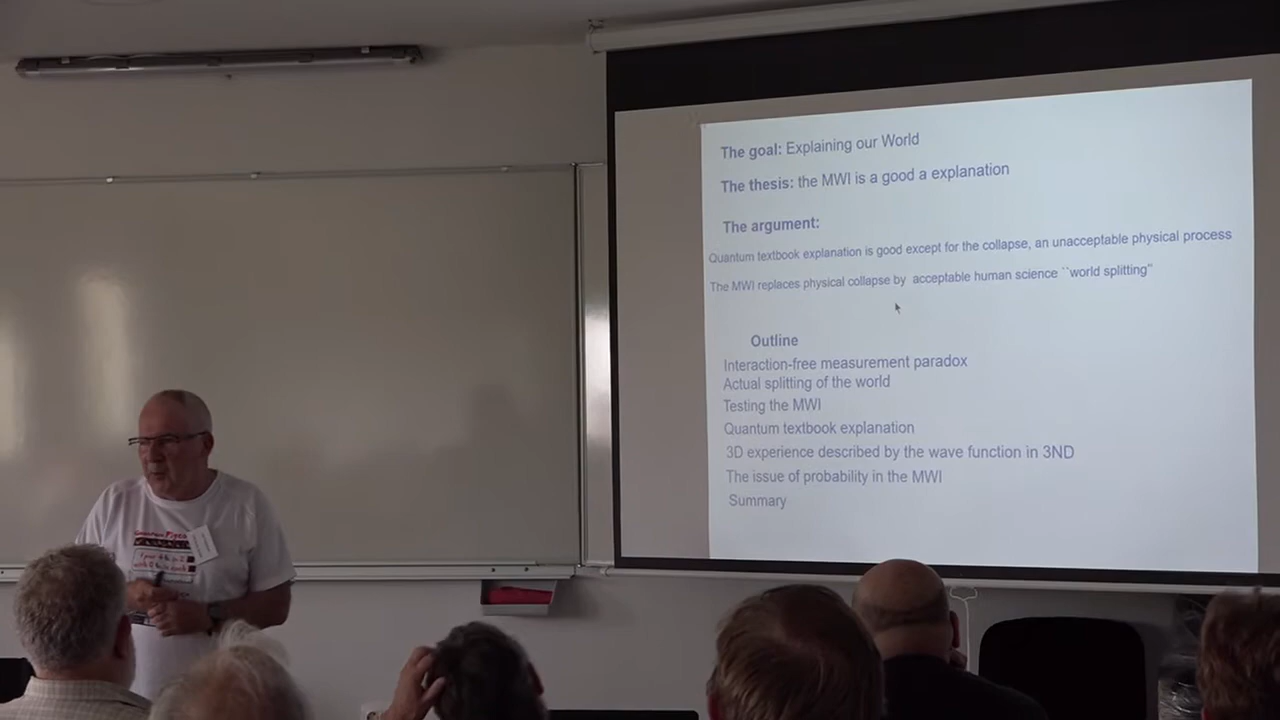 The goal: Explaining our World
The thesis: the MWI is a good a explanation
The argument:
Quantum textbook explanation is good except for the collapse, an unacceptable physical process
The MWI replaces physical collapse by acceptable human science ``world splitting"
Outline
Interaction-free measurement paradox
Actual splitting of the world
Testing the MWI
Quantum textbook explanation
3D experience described by the wave function in 3ND
The issue of probability in the MWI
Summary